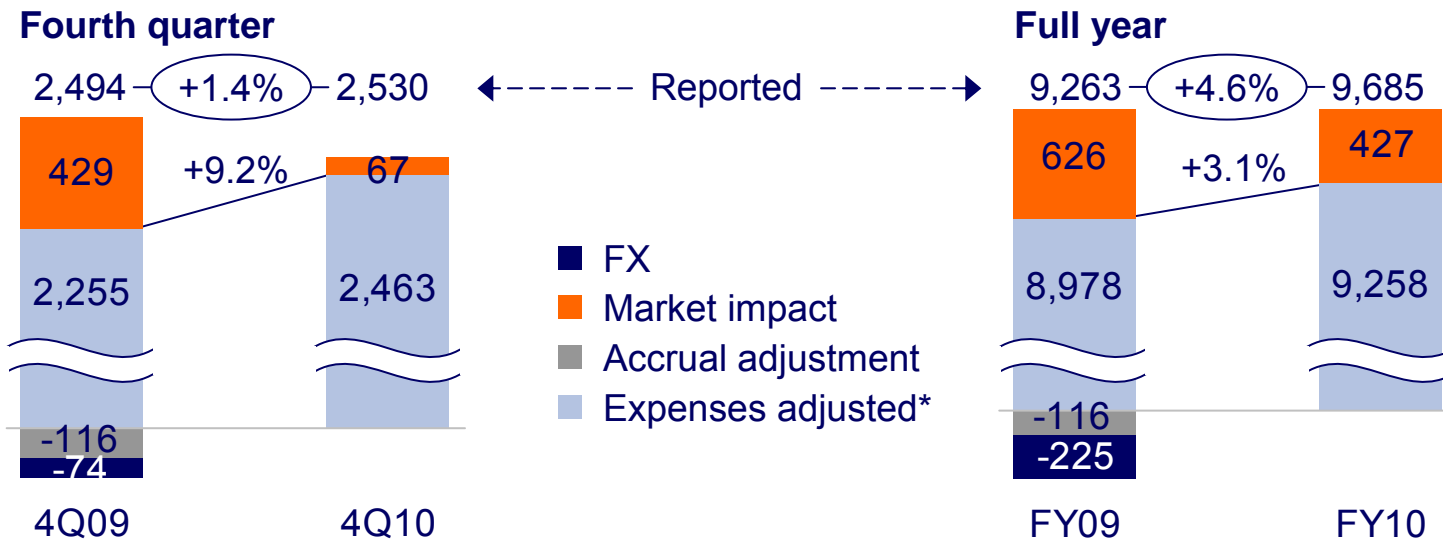 Fourth quarter
2,494 +1.4% 2,530
429 +9.2% 67
2,255 2,463
-116
-74
4Q09 4Q10
Reported
FX
Market impact
Accrual adjustment
Expenses adjusted*
Full year
9,263 +4.6% 9,685
626 +3.1% 427
8,978 9,258
-116
-225
FY09 FY10